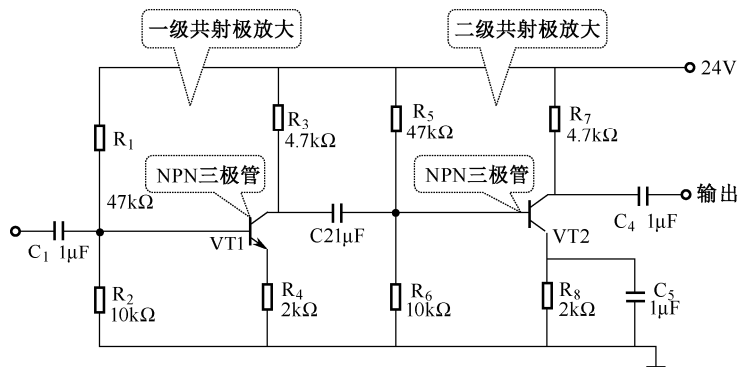 一级共射极放大
二级共射极放大
24V
R1
47kΩ
R3
4.7kΩ
R5
47kΩ
R7
4.7kΩ
NPN三极管
NPN三极管
输出
C1 1μF
VT1
C21μF
VT2
C4 1μF
R2
10kΩ
R4
2kΩ
R6
10kΩ
R8
2kΩ
C5
1μF